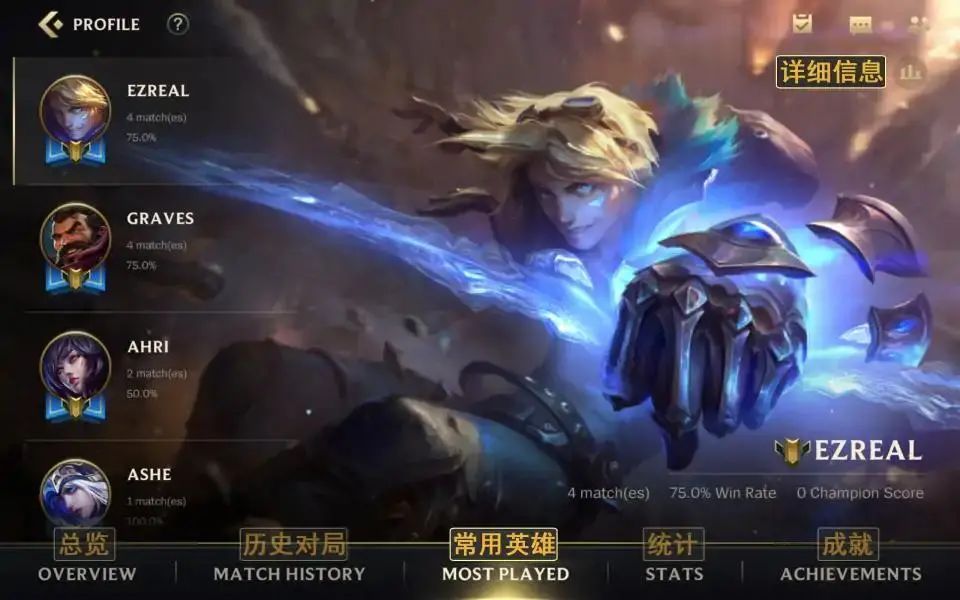 PROFILE ?
详细信息
EZREAL
4 match(es)
75.0%
GRAVES
4 match(es)
75.0%
AHRI
2 match(es)
50.0%
ASHE
1 match(es)
100.0%
EZREAL
4 match(es) 75.0% Win Rate 0 Champion Score
总览 历史对局 常用英雄 统计 成就
OVERVIEW MATCH HISTORY MOST PLAYED STATS ACHIEVEMENTS